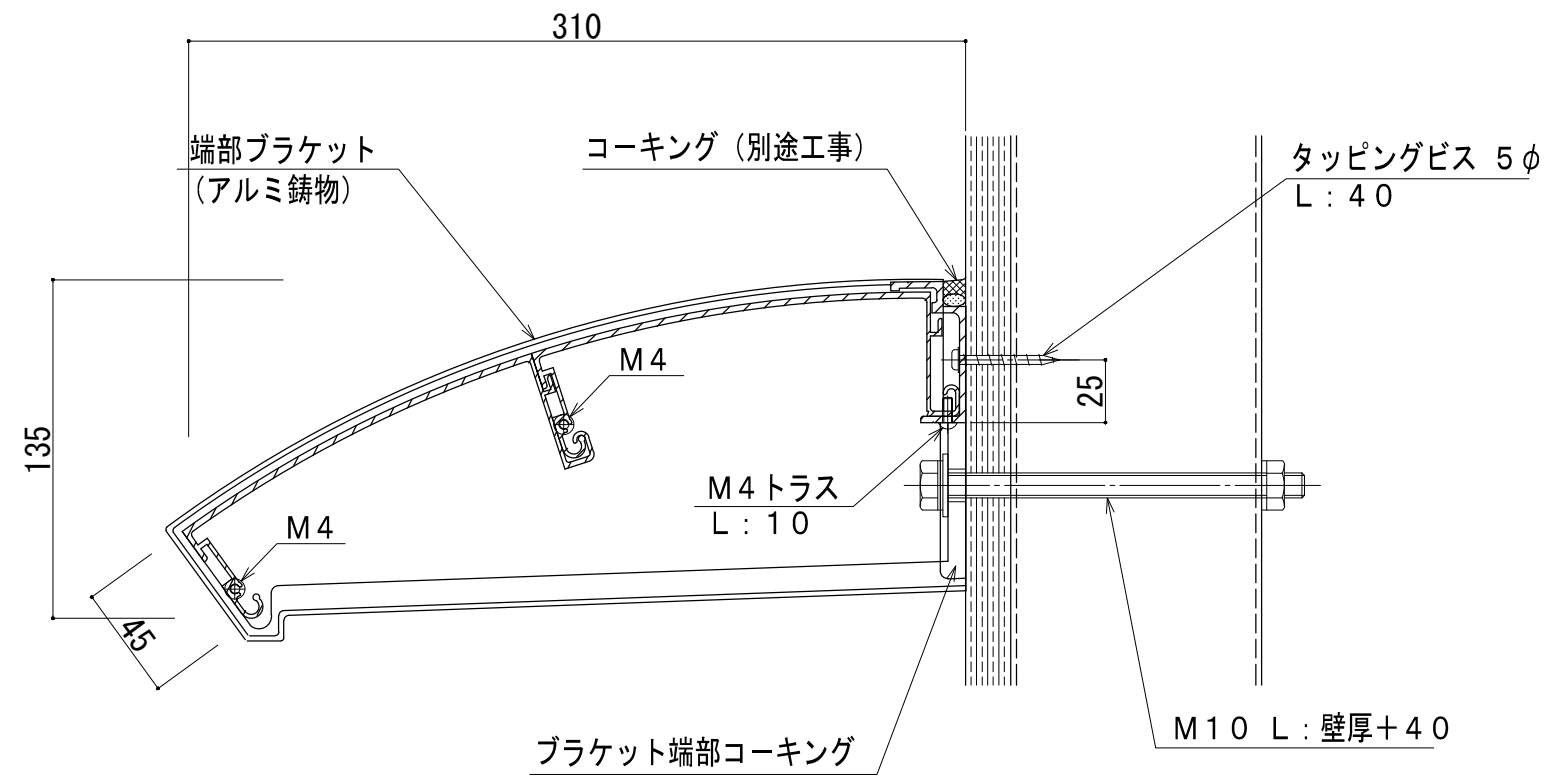 310
端部ブラケット
（アルミ鋳物）
コーキング（別途工事）
タッピングビス 5φ
L：40
135
M4
25
M4トラス
L：10
M4
45
ブラケット端部コーキング
M10 L：壁厚＋40